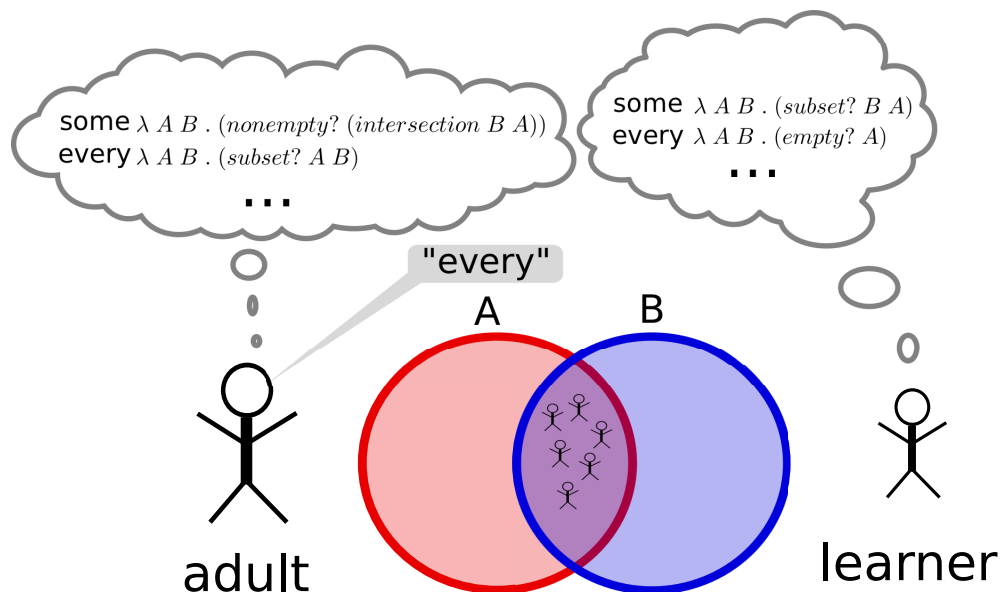 some λ A B . (nonempty? (intersection B A))
every λ A B . (subset? A B)
...
some λ A B . (subset? B A)
every λ A B . (empty? A)
...
"every"
A
B
adult
learner